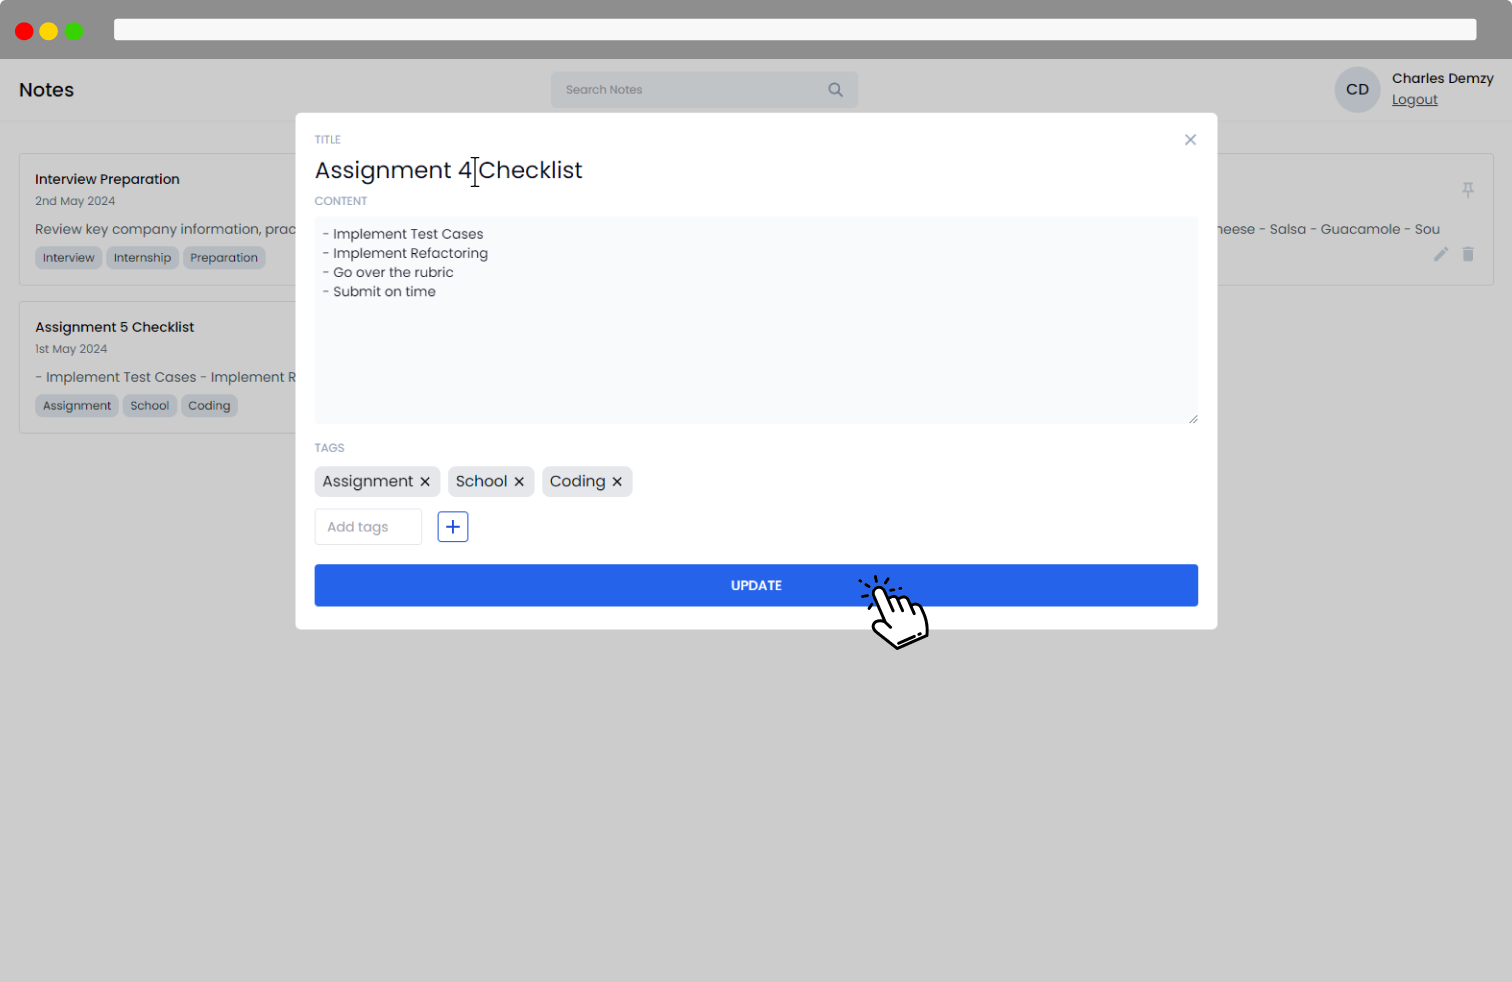 Notes
Search Notes
CD
Charles Demzy
Logout
Interview Preparation
2nd May 2024
Review key company information, prac
Interview Internship Preparation
Assignment 5 Checklist
1st May 2024
- Implement Test Cases - Implement R
Assignment School Coding
TITLE
Assignment 4 Checklist
CONTENT
- Implement Test Cases
- Implement Refactoring
- Go over the rubric
- Submit on time
TAGS
Assignment School Coding
Add tags
UPDATE
heese - Salsa - Guacamole - Sou